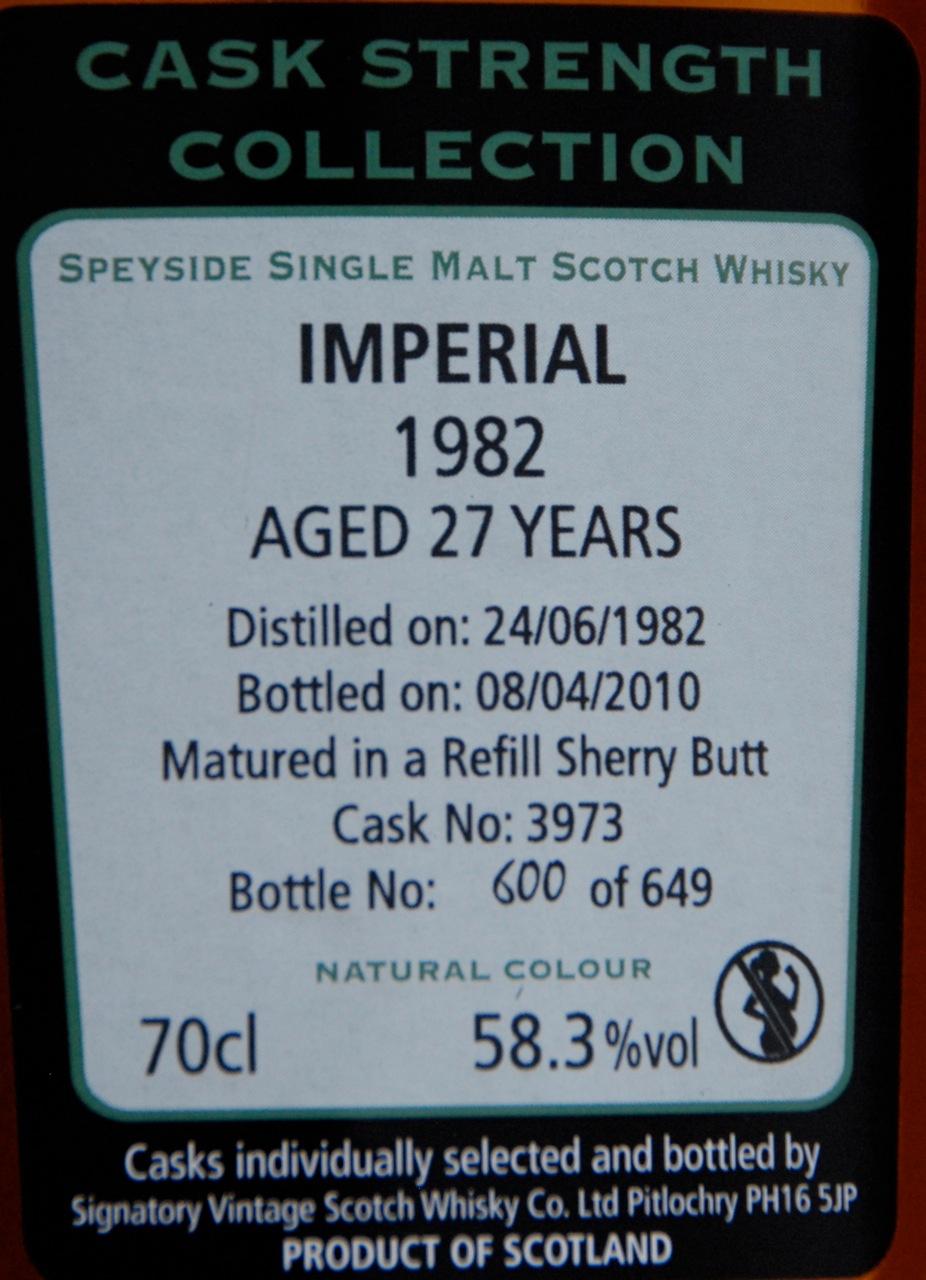 CASK STRENGTH
COLLECTION
SPEYSIDE SINGLE MALT SCOTCH WHISKY
IMPERIAL
1982
AGED 27 YEARS
Distilled on: 24/06/1982
Bottled on: 08/04/2010
Matured in a Refill Sherry Butt
Cask No: 3973
Bottle No: 600 of 649
NATURAL COLOUR
70cl 58.3%vol
Casks individually selected and bottled by
Signatory Vintage Scotch Whisky Co. Ltd Pitlochry PH16 5JP
PRODUCT OF SCOTLAND